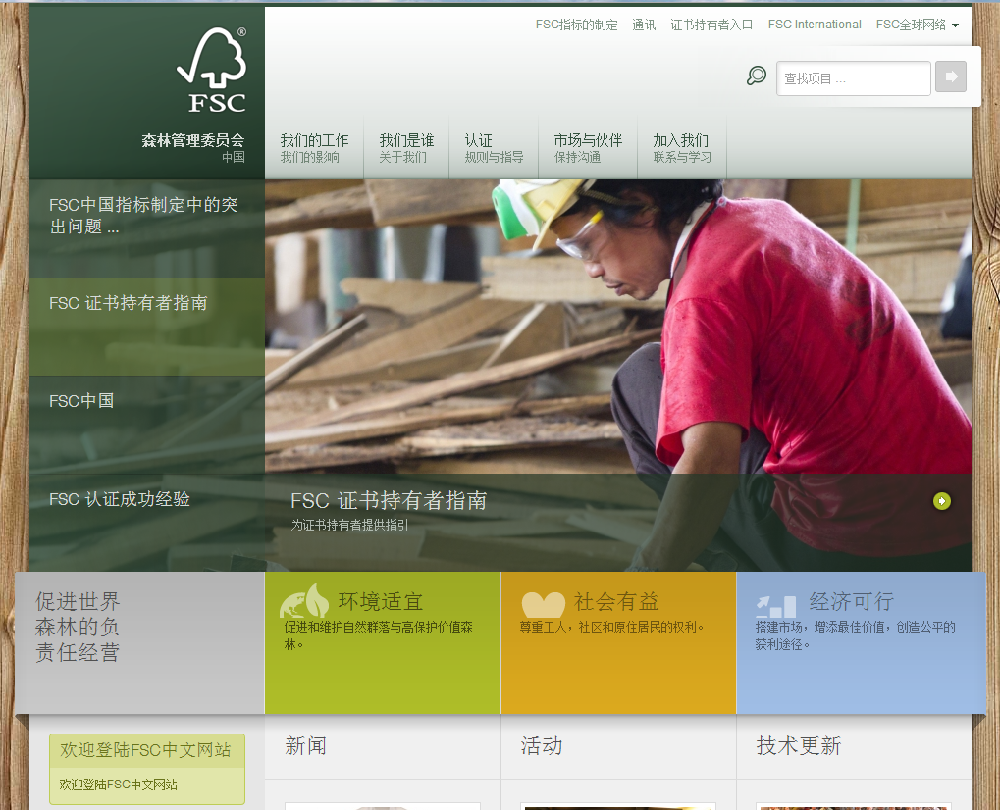 FSC指标的制定 通讯 证书持有者入口 FSC International FSC全球网络
®
FSC
查找项目 ...
森林管理委员会
中国
我们的工作 我们是谁 认证 市场与伙伴 加入我们
我们的影响 关于我们 规则与指导 保持沟通 联系与学习
FSC中国指标制定中的突
出问题 ...
FSC 证书持有者指南
FSC中国
FSC 认证成功经验
FSC 证书持有者指南
为证书持有者提供指引
促进世界
森林的负
责任经营
环境适宜
促进和维护自然群落与高保护价值森
林。
社会有益
尊重工人，社区和原住居民的权利。
经济可行
搭建市场，增添最佳价值，创造公平的
获利途径。
欢迎登陆FSC中文网站
欢迎登陆FSC中文网站
新闻
活动
技术更新